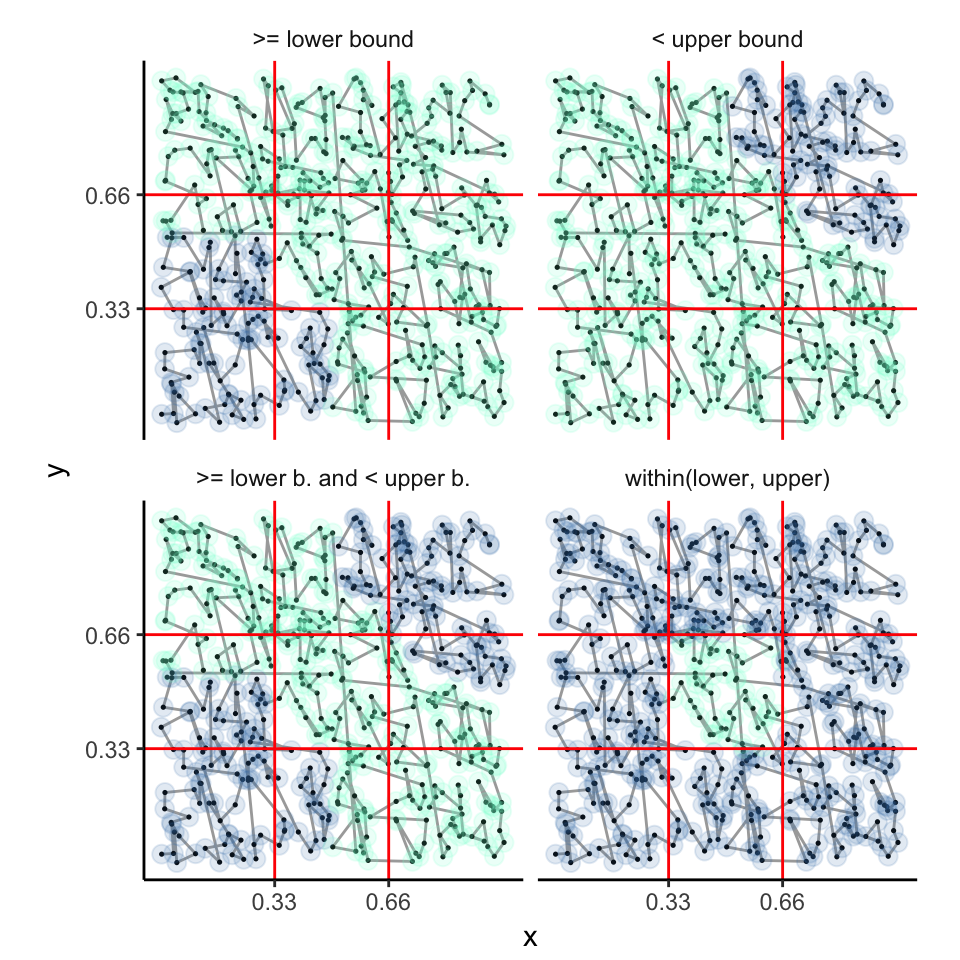 >= lower bound
< upper bound
0.66
0.33
y
>= lower b. and < upper b.
within(lower, upper)
0.66
0.33
0.33
0.66
0.33
0.66
x